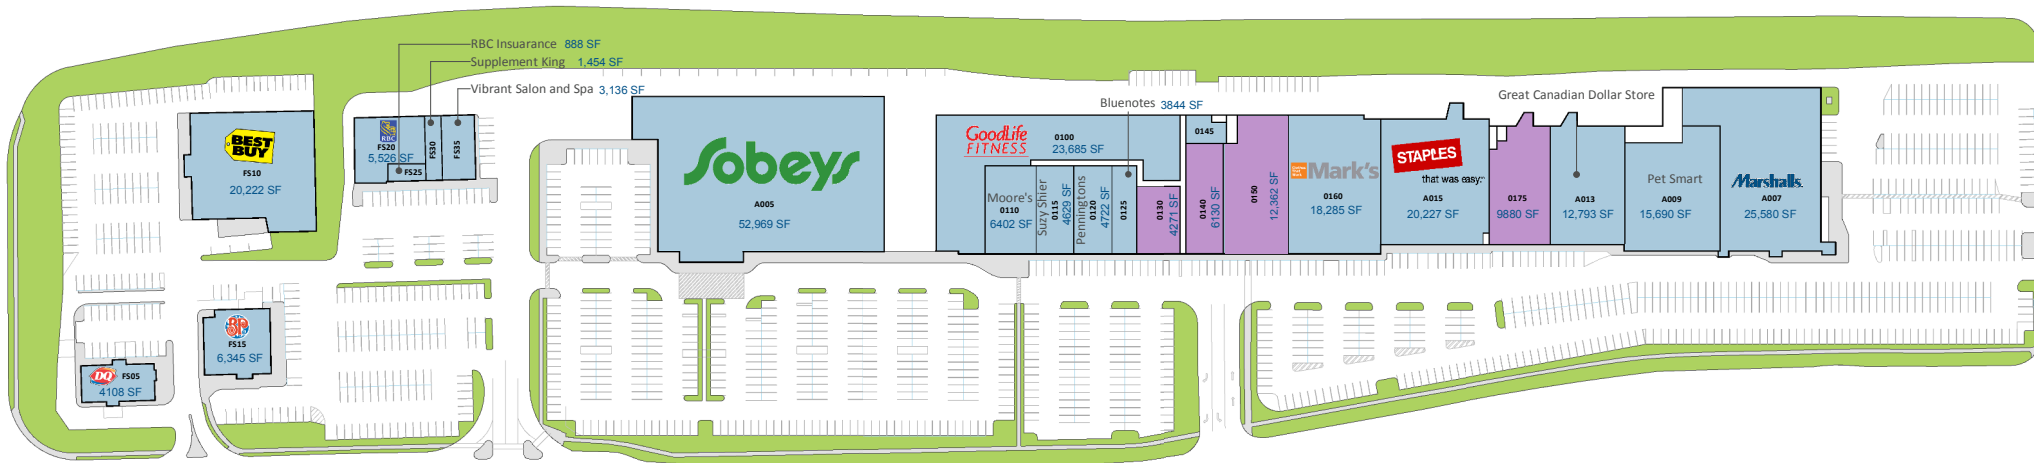 RBC Insuarance 888 SF
Supplement King 1,454 SF
Vibrant Salon and Spa 3,136 SF
BEST
BUY
FS10
20,222 SF
RBC
FS20
5,526 SF
FS25
FS30
FS35
BP
FS15
6,345 SF
DQ
FS05
4108 SF
Sobeys
A005
52,969 SF
GoodLife
FITNESS
0100
23,685 SF
Moore's
0110
6402 SF
Suzy Shier
0115
4629 SF
Penningtons
0120
4722 SF
Bluenotes 3844 SF
0125
0130
4271 SF
0145
0140
6130 SF
0150
12,362 SF
Mark's
0160
18,285 SF
STAPLES
that was easy.
A015
20,227 SF
0175
9880 SF
Great Canadian Dollar Store
A013
12,793 SF
Pet Smart
A009
15,690 SF
Marshalls.
A007
25,580 SF